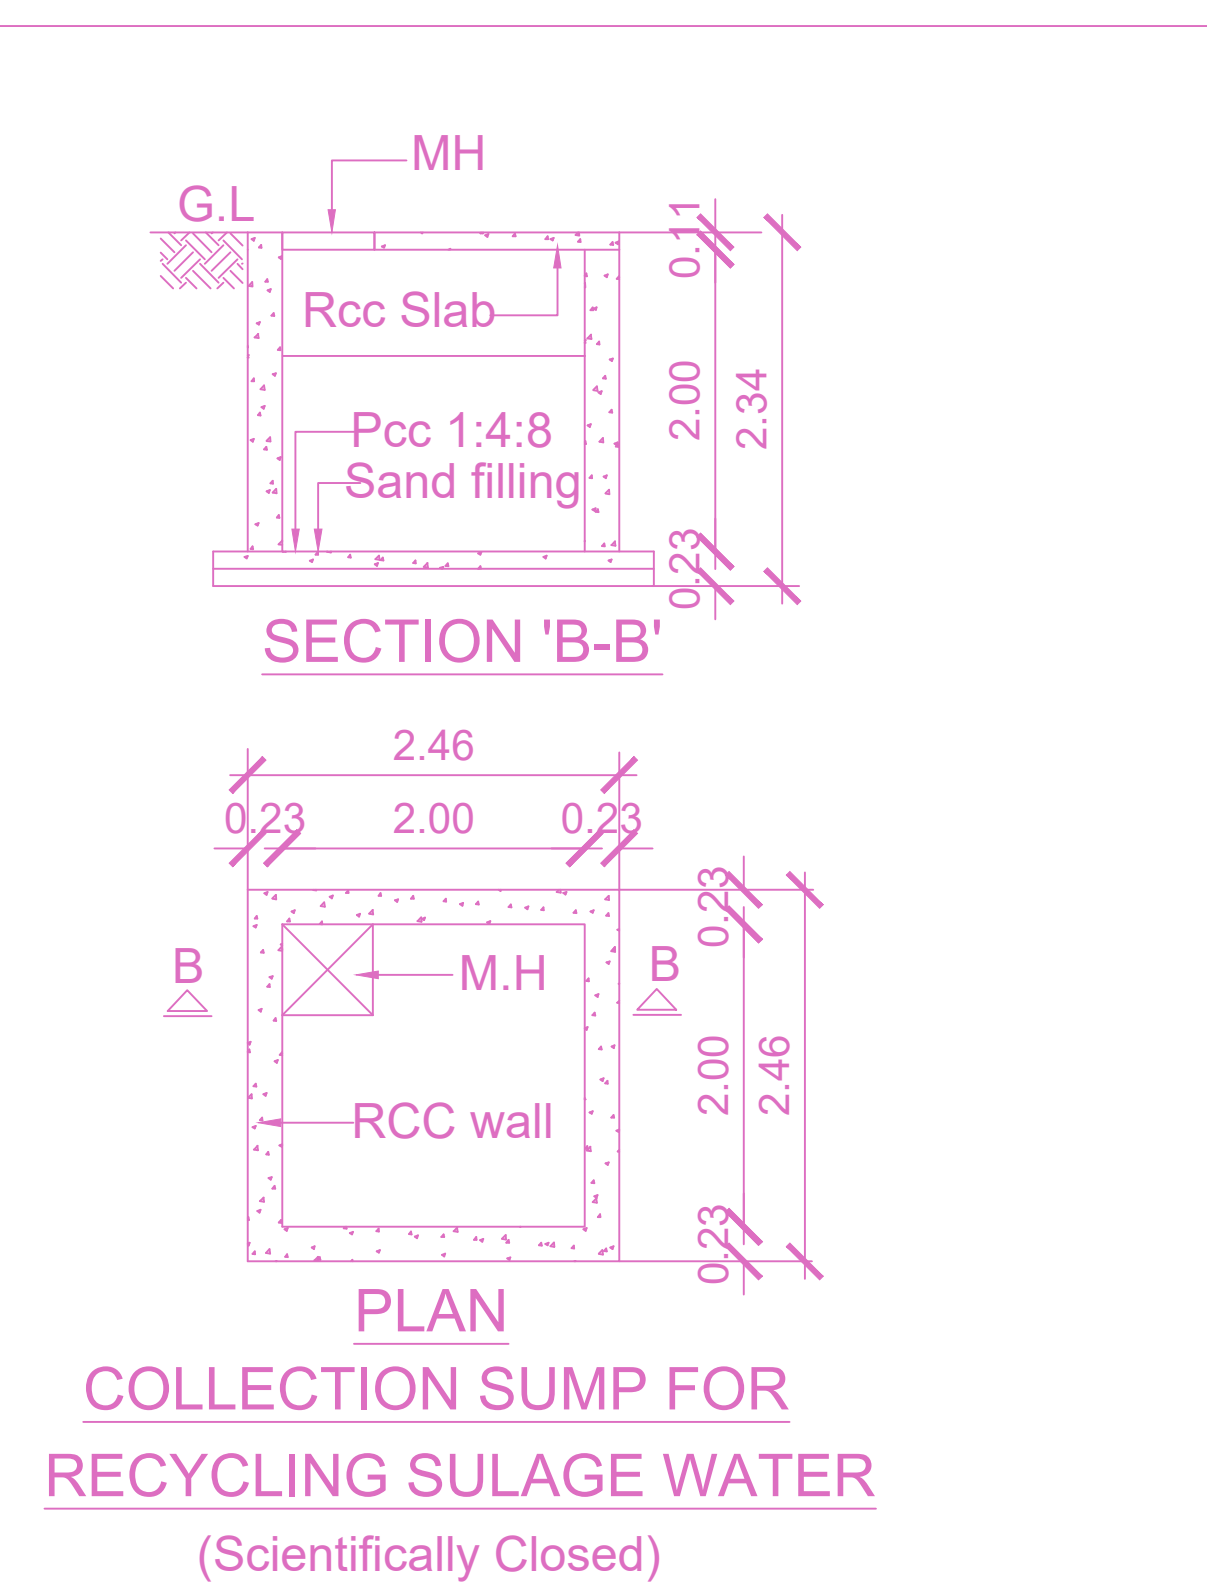 MH
G.L
0.11
Rcc Slab
2.00
2.34
Pcc 1:4:8
Sand filling
0.23
SECTION 'B-B'
2.46
0.23 2.00 0.23
0.23
B
M.H
B
2.00
2.46
RCC wall
0.23
PLAN
COLLECTION SUMP FOR
RECYCLING SULAGE WATER
(Scientifically Closed)